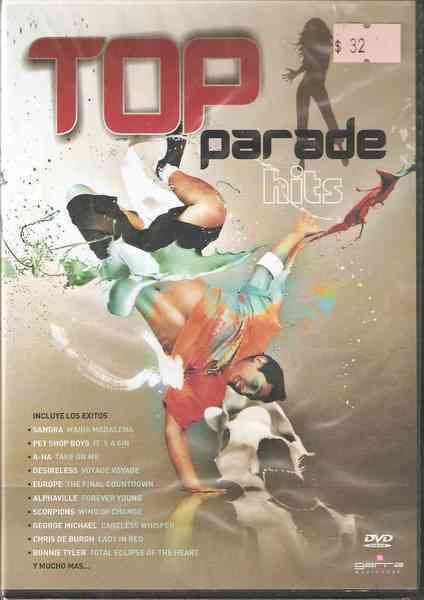 TOP
$ 32
parade
hits
INCLUYE LOS EXITOS
• SANDRA MARIA MADALENA
• PET SHOP BOYS IT´S A SIN
• A-HA TAKE ON ME
• DESIRELESS VOYAGE VOYAGE
• EUROPE THE FINAL COUNTDOWN
• ALPHAVILLE FOREVER YOUNG
• SCORPIONS WIND OF CHANGE
• GEORGE MICHAEL CARELESS WHISPER
• CHRIS DE BURGH LADY IN RED
• BONNIE TYLER TOTAL ECLIPSE OF THE HEART
Y MUCHO MAS...
DVD
garra